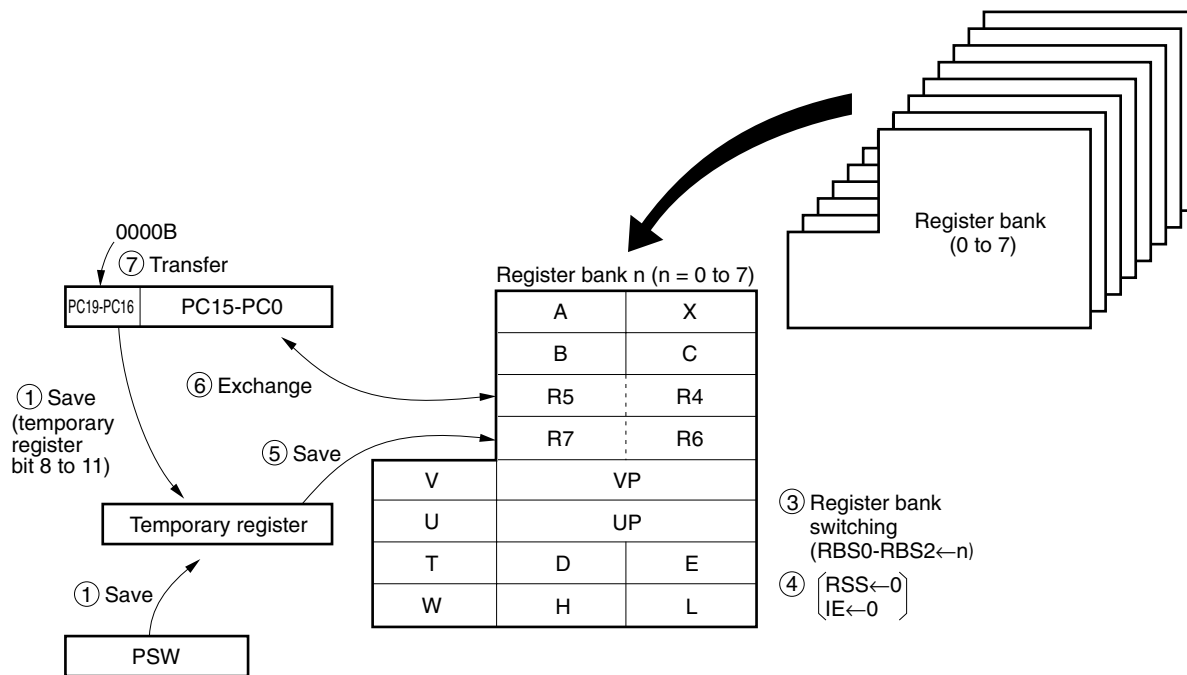 Register bank
(0 to 7)
0000B
⑦ Transfer
PC19-PC16 PC15-PC0
Register bank n (n = 0 to 7)
A X
B C
R5 R4
R7 R6
V VP
U UP
T D E
W H L
⑥ Exchange
① Save
(temporary
register
bit 8 to 11)
⑤ Save
Temporary register
① Save
PSW
③ Register bank
switching
(RBS0-RBS2←n)
④ RSS←0
IE←0